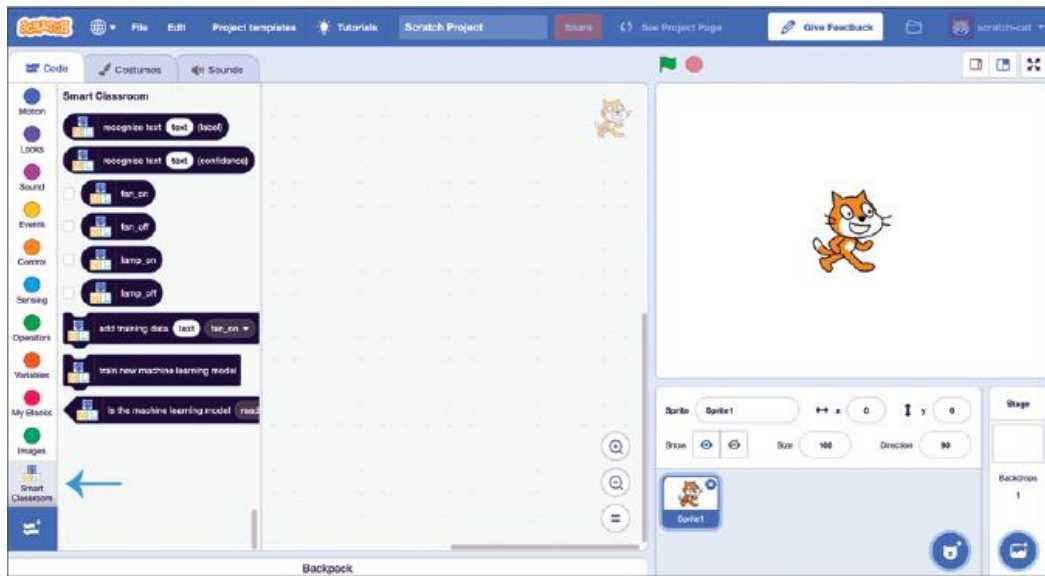 SCRATCH File Edit Project templates Tutorials Scratch Project Share See Project Page Give Feedback scratch-cat
Code Costumes Sounds
Motion
Looks
Sound
Events
Control
Sensing
Operators
Variables
My Blocks
Images
Smart Classroom
Smart Classroom
recognise text text (label)
recognise text text (confidence)
fan_on
fan_off
lamp_on
lamp_off
add training data text fan_on
train new machine learning model
Is the machine learning model read
Sprite Sprite1 x 0 y 0
Show Size 100 Direction 90
Sprite1
Stage
Backdrops
1
Backpack